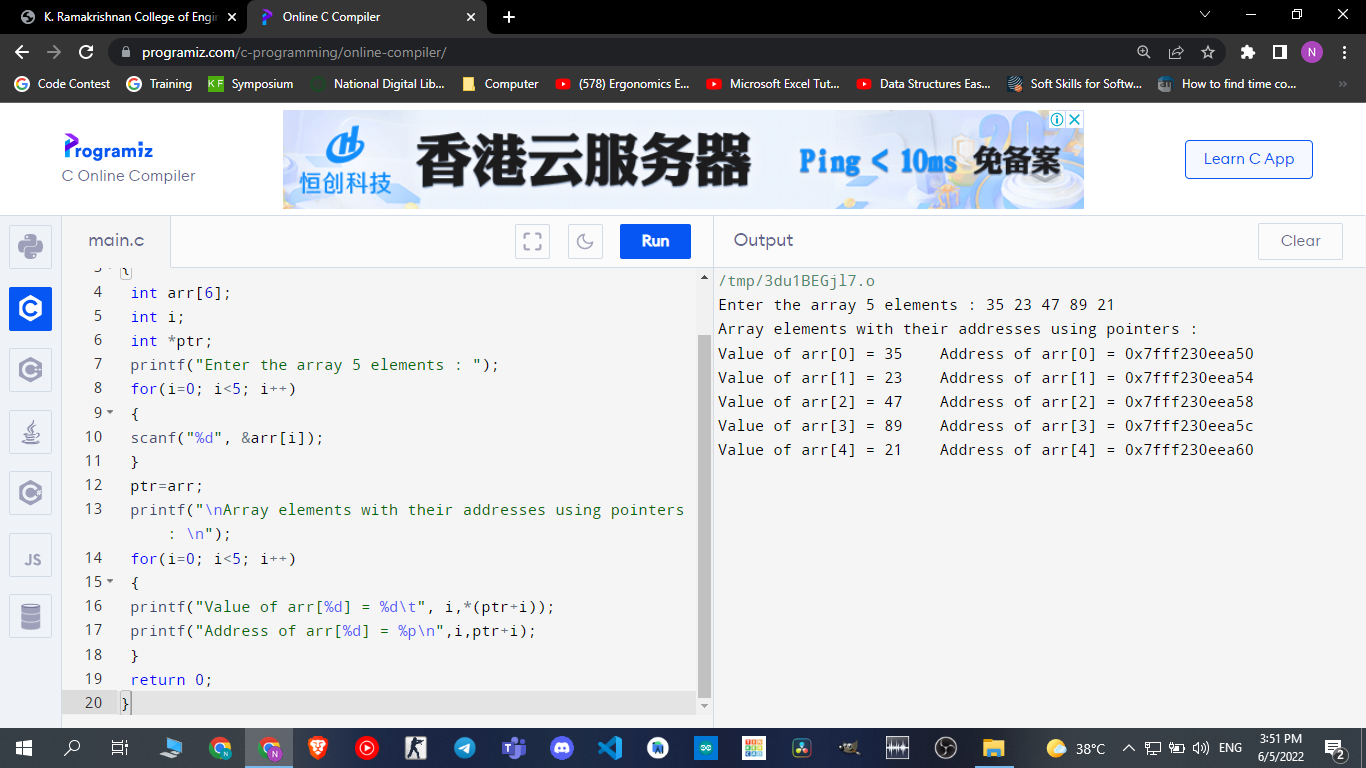 K. Ramakrishnan College of Engin
Online C Compiler
programiz.com/c-programming/online-compiler/
N
Code Contest
Training
KF Symposium
National Digital Lib...
Computer
(578) Ergonomics E...
Microsoft Excel Tut...
Data Structures Eas...
Soft Skills for Softw...
How to find time co...
»
Programiz
C Online Compiler
恒创科技
香港云服务器
Ping < 10ms 免备案
Learn C App
main.c
Run
Output
Clear
3 {
4 int arr[6];
5 int i;
6 int *ptr;
7 printf("Enter the array 5 elements : ");
8 for(i=0; i<5; i++)
9 {
10 scanf("%d", &arr[i]);
11 }
12 ptr=arr;
13 printf("\nArray elements with their addresses using pointers
: \n");
14 for(i=0; i<5; i++)
15 {
16 printf("Value of arr[%d] = %d\t", i,*(ptr+i));
17 printf("Address of arr[%d] = %p\n",i,ptr+i);
18 }
19 return 0;
20 }
/tmp/3du1BEGjl7.o
Enter the array 5 elements : 35 23 47 89 21
Array elements with their addresses using pointers :
Value of arr[0] = 35 Address of arr[0] = 0x7fff230eea50
Value of arr[1] = 23 Address of arr[1] = 0x7fff230eea54
Value of arr[2] = 47 Address of arr[2] = 0x7fff230eea58
Value of arr[3] = 89 Address of arr[3] = 0x7fff230eea5c
Value of arr[4] = 21 Address of arr[4] = 0x7fff230eea60
JS
38°C
ENG
3:51 PM
6/5/2022
2